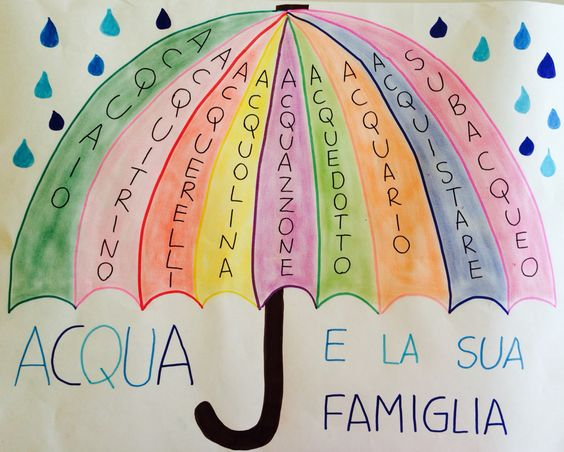 ACQUAIO
ACQUITRINO
ACQUERELLI
ACQUOLINA
ACQUAZZONE
ACQUEDOTTO
ACQUARIO
ACQUISTARE
SUBACQUEO
ACQUA
E LA SUA
FAMIGLIA